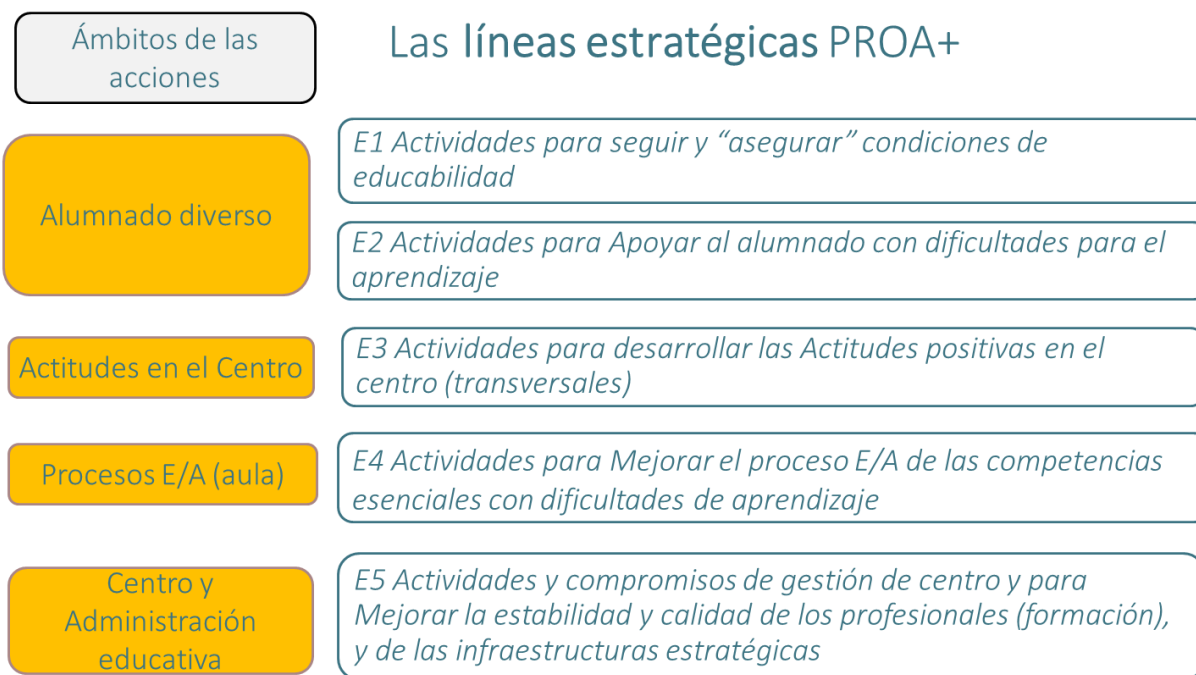 Ámbitos de las
acciones
Las líneas estratégicas PROA+
Alumnado diverso
E1 Actividades para seguir y “asegurar” condiciones de
educabilidad
E2 Actividades para Apoyar al alumnado con dificultades para el
aprendizaje
Actitudes en el Centro
E3 Actividades para desarrollar las Actitudes positivas en el
centro (transversales)
Procesos E/A (aula)
E4 Actividades para Mejorar el proceso E/A de las competencias
esenciales con dificultades de aprendizaje
Centro y
Administración
educativa
E5 Actividades y compromisos de gestión de centro y para
Mejorar la estabilidad y calidad de los profesionales (formación),
y de las infraestructuras estratégicas